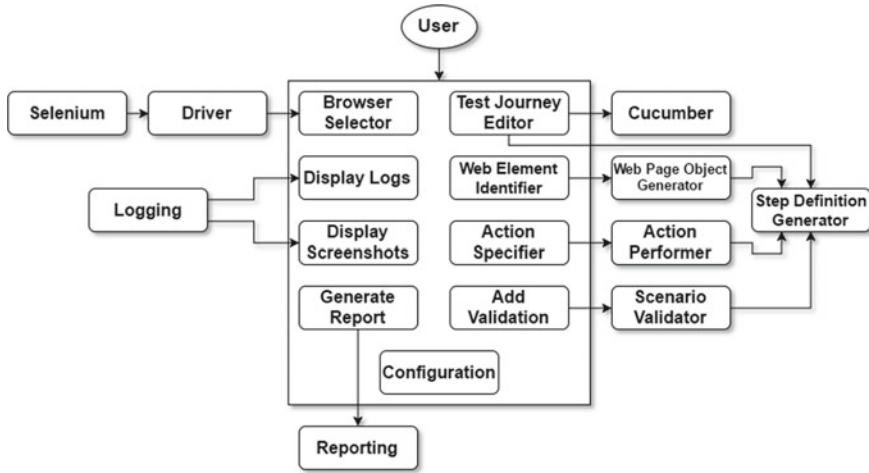 User
Selenium
Driver
Browser
Selector
Test Journey
Editor
Cucumber
Logging
Display Logs
Web Element
Identifier
Web Page Object
Generator
Step Definition
Generator
Display
Screenshots
Action
Specifier
Action
Performer
Generate
Report
Add
Validation
Scenario
Validator
Configuration
Reporting